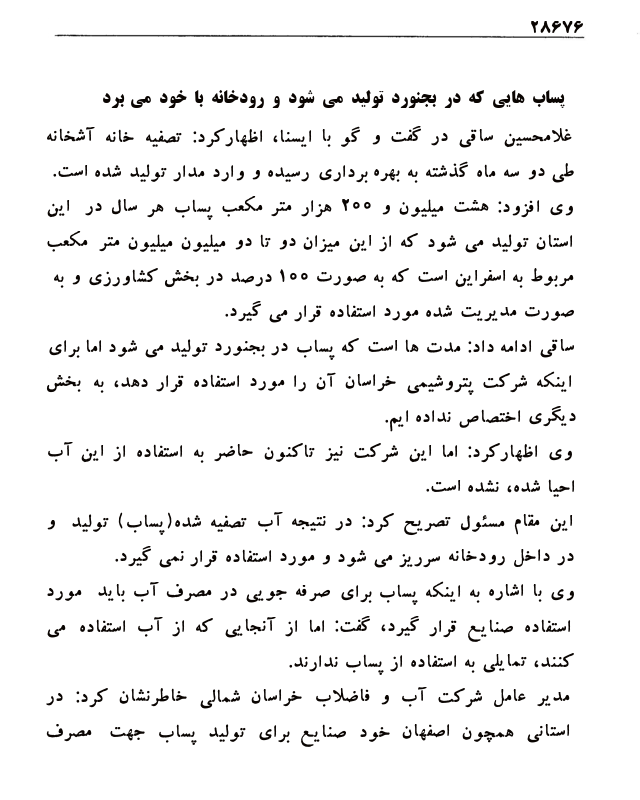 ۲۸۶۷۶
پساب هایی که در بجنورد تولید می شود و رودخانه با خود می برد
غلامحسین ساقی در گفت و گو با ایسنا، اظهارکرد: تصفیه خانه آشخانه
طی دو سه ماه گذشته به بهره برداری رسیده و وارد مدار تولید شده است.
وی افزود: هشت میلیون و ۲۰۰ هزار متر مکعب پساب هر سال در این
استان تولید می شود که از این میزان دو تا دو میلیون میلیون متر مکعب
مربوط به اسفراین است که به صورت ۱۰۰ درصد در بخش کشاورزی و به
صورت مدیریت شده مورد استفاده قرار می گیرد.
ساقی ادامه داد: مدت ها است که پساب در بجنورد تولید می شود اما برای
اینکه شرکت پتروشیمی خراسان آن را مورد استفاده قرار دهد، به بخش
دیگری اختصاص نداده ایم.
وی اظهارکرد: اما این شرکت نیز تاکنون حاضر به استفاده از این آب
احیا شده، نشده است.
این مقام مسئول تصریح کرد: در نتیجه آب تصفیه شده(پساب) تولید و
در داخل رودخانه سرریز می شود و مورد استفاده قرار نمی گیرد.
وی با اشاره به اینکه پساب برای صرفه جویی در مصرف آب باید مورد
استفاده صنایع قرار گیرد، گفت: اما از آنجایی که از آب استفاده می
کنند، تمایلی به استفاده از پساب ندارند.
مدیر عامل شرکت آب و فاضلاب خراسان شمالی خاطرنشان کرد: در
استانی همچون اصفهان خود صنایع برای تولید پساب جهت مصرف